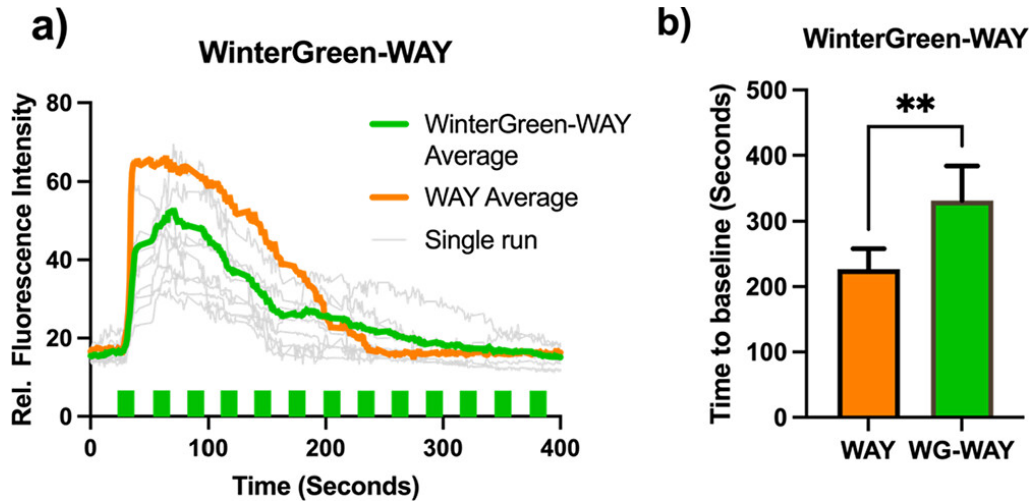 a)
WinterGreen-WAY
Rel. Fluorescence Intensity
80
60
40
20
0
0
100
200
300
400
Time (Seconds)
WinterGreen-WAY
Average
WAY Average
Single run
b)
WinterGreen-WAY
Time to baseline (Seconds)
500
400
300
200
100
0
**
WAY
WG-WAY